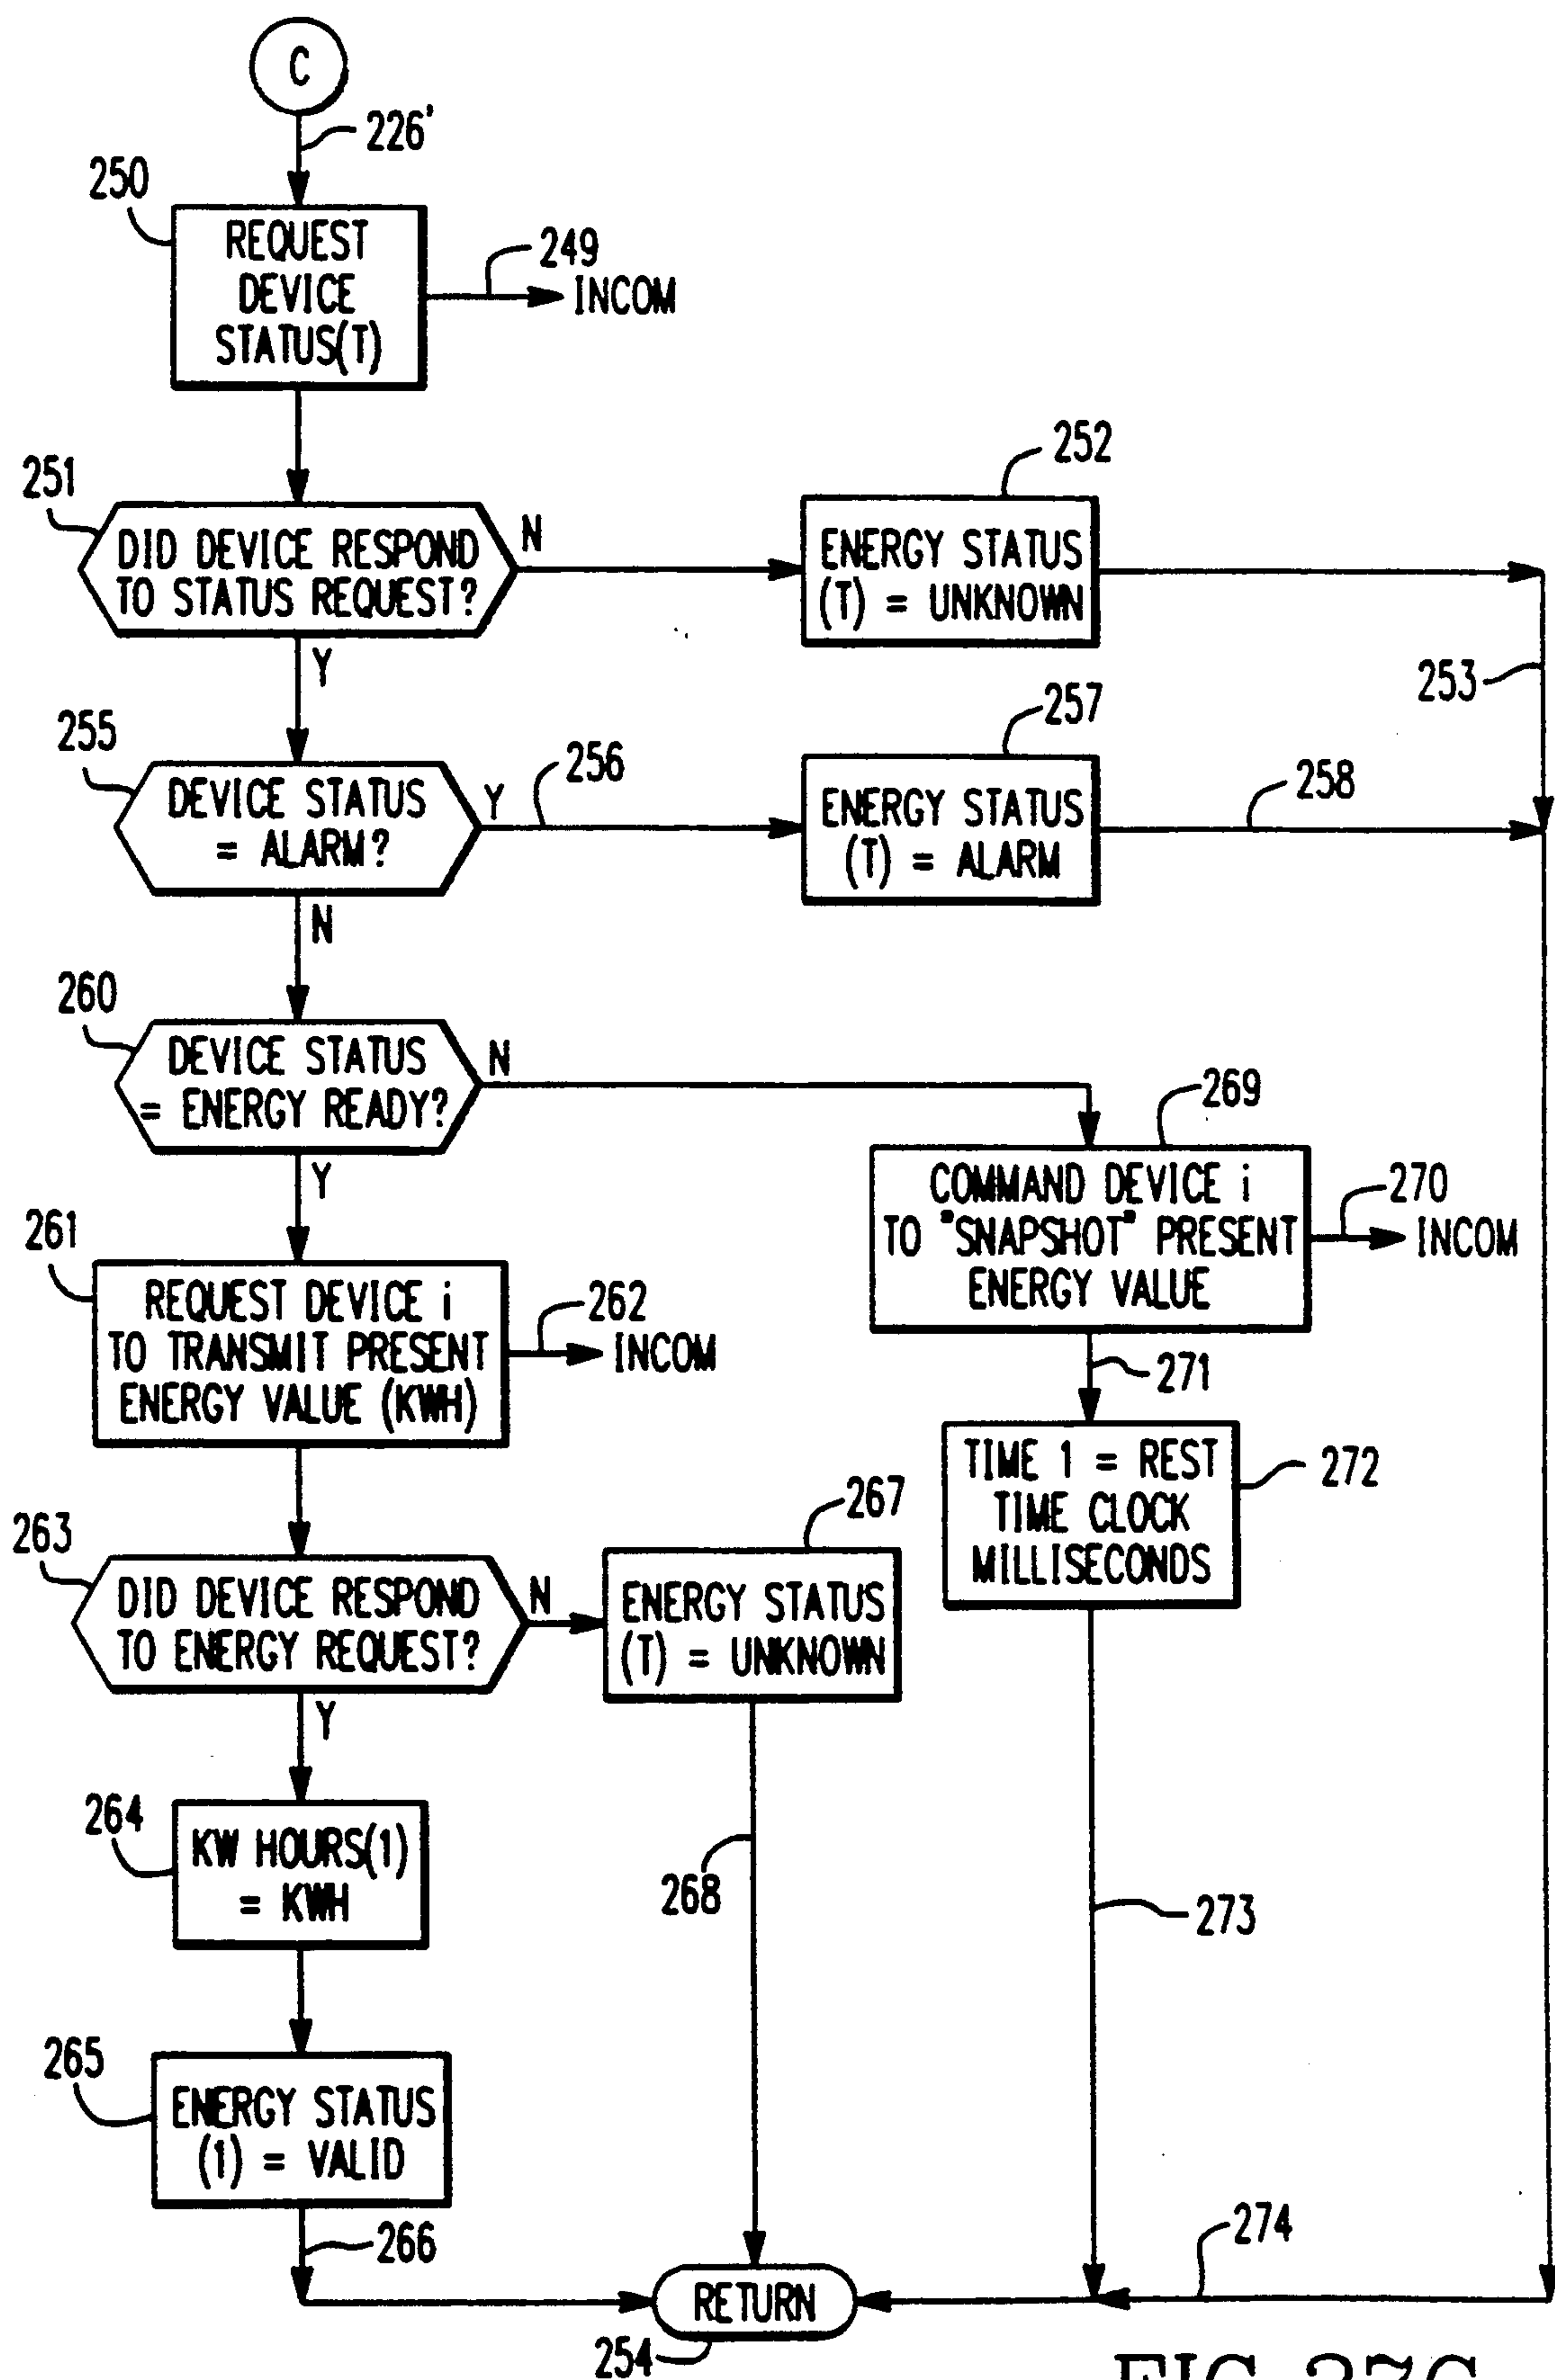 C
226'
250
REQUEST
DEVICE
STATUS(T)
249
INCOM
251
DID DEVICE RESPOND
TO STATUS REQUEST?
N
Y
252
ENERGY STATUS
(T) = UNKNOWN
253
255
DEVICE STATUS
= ALARM?
Y
N
256
257
ENERGY STATUS
(T) = ALARM
258
260
DEVICE STATUS
= ENERGY READY?
N
Y
269
COMMAND DEVICE i
TO "SNAPSHOT" PRESENT
ENERGY VALUE
270
INCOM
261
REQUEST DEVICE i
TO TRANSMIT PRESENT
ENERGY VALUE (KWH)
262
INCOM
271
TIME 1 = REST
TIME CLOCK
MILLISECONDS
272
263
DID DEVICE RESPOND
TO ENERGY REQUEST?
N
Y
267
ENERGY STATUS
(T) = UNKNOWN
264
KW HOURS(1)
= KWH
268
273
265
ENERGY STATUS
(1) = VALID
266
274
RETURN
254